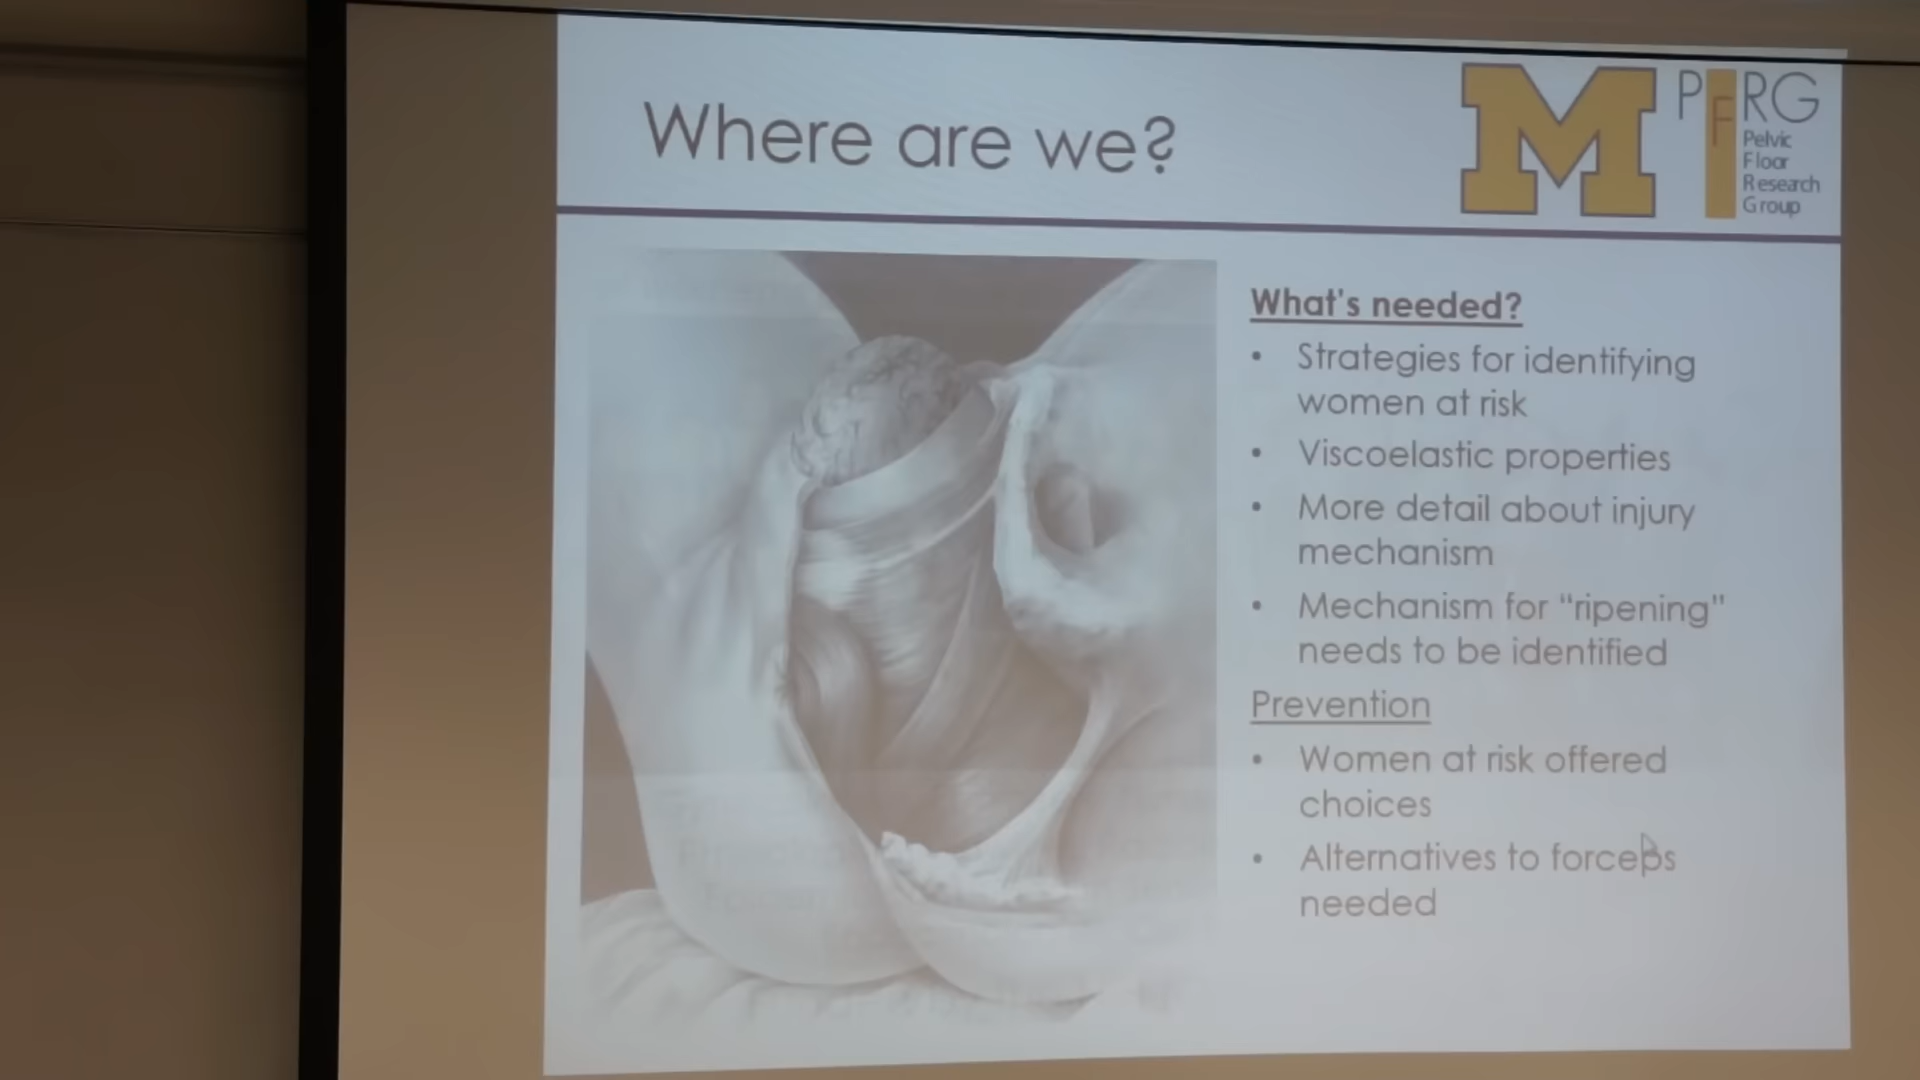 Where are we?
M
PFRG
Pelvic
Floor
Research
Group
What's needed?
• Strategies for identifying
women at risk
• Viscoelastic properties
• More detail about injury
mechanism
• Mechanism for “ripening”
needs to be identified
Prevention
• Women at risk offered
choices
• Alternatives to forceps
needed